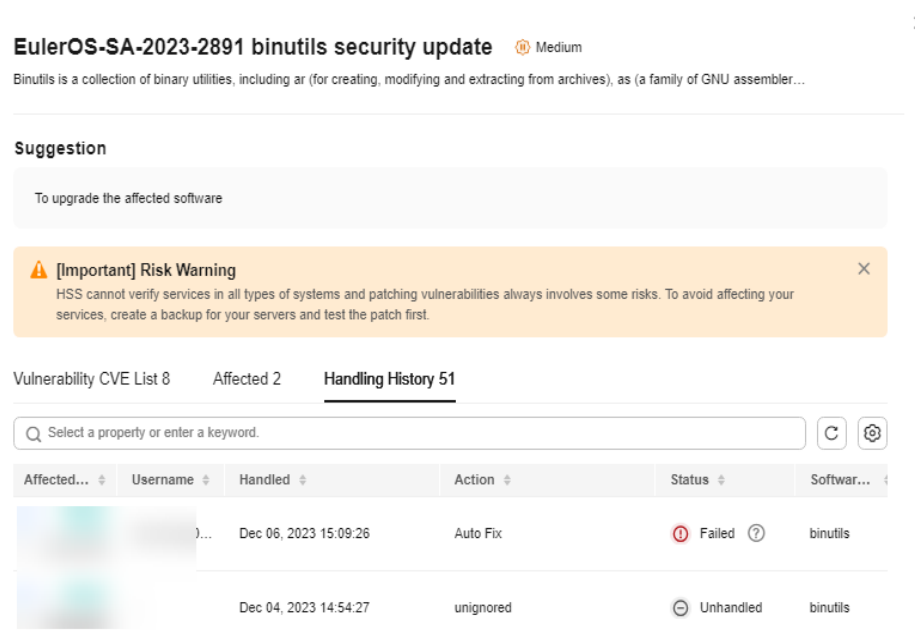 EulerOS-SA-2023-2891 binutils security update Medium
Binutils is a collection of binary utilities, including ar (for creating, modifying and extracting from archives), as (a family of GNU assembler...
Suggestion
To upgrade the affected software
[Important] Risk Warning
HSS cannot verify services in all types of systems and patching vulnerabilities always involves some risks. To avoid affecting your
services, create a backup for your servers and test the patch first.
Vulnerability CVE List 8 Affected 2 Handling History 51
Select a property or enter a keyword.
Affected... Username Handled Action Status Softwar...
Dec 06, 2023 15:09:26 Auto Fix Failed binutils
Dec 04, 2023 14:54:27 unignored Unhandled binutils